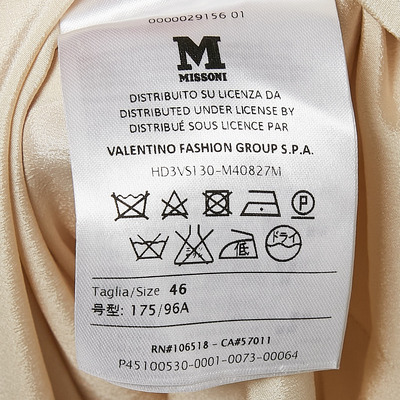 0000029156 01
M
MISSONI
DISTRIBUITO SU LICENZA DA
DISTRIBUTED UNDER LICENSE BY
DISTRIBUÉ SOUS LICENCE PAR
VALENTINO FASHION GROUP S.P.A.
HD3VS130-M40827M
P
低 ドライ
Taglia/Size 46
号型: 175/96A
RN#106518 - CA#57011
P45100530-0001-0073-00064